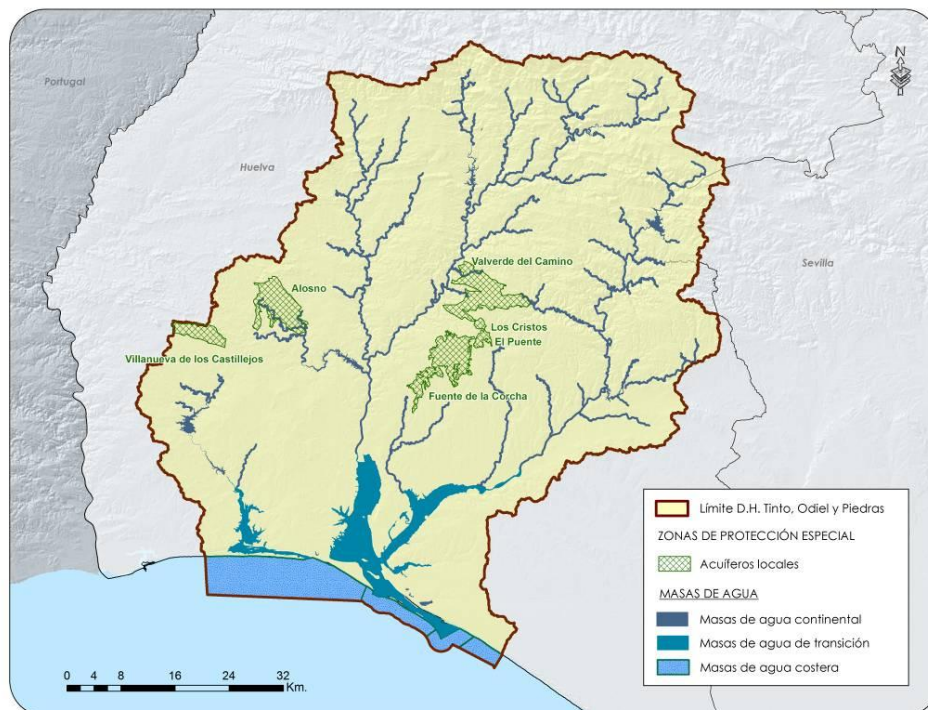 Portugal
N
Huelva
Sevilla
Valverde del Camino
Alosno
Los Cristos
El Puente
Villanueva de los Castillejos
Fuente de la Corcha
Límite D.H. Tinto, Odiel y Piedras
ZONAS DE PROTECCIÓN ESPECIAL
Acuíferos locales
MASAS DE AGUA
Masas de agua continental
Masas de agua de transición
Masas de agua costera
0 2 4 8 16 24 32
Km.